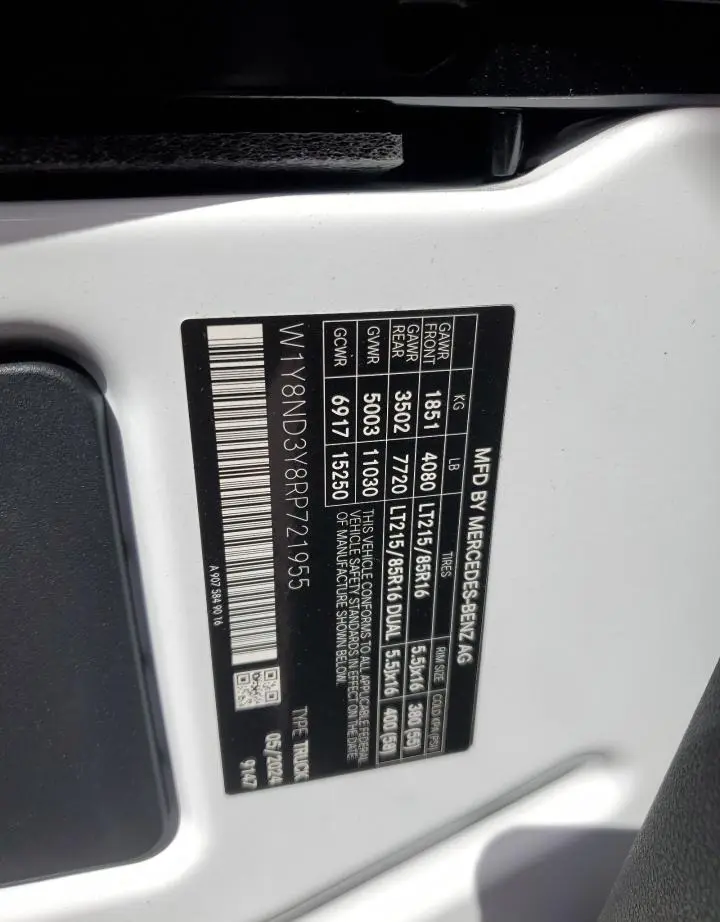 MFD BY MERCEDES-BENZ AG
KG LB TIRES RIM SIZE COLD KPA (PSI)
GAWR FRONT 1851 4080 LT215/85R16 5.5Jx16 380 (55)
GAWR REAR 3502 7720 LT215/85R16 DUAL 5.5Jx16 400 (58)
GVWR 5003 11030
GCWR 6917 15250
THIS VEHICLE CONFORMS TO ALL APPLICABLE FEDERAL
VEHICLE SAFETY STANDARDS IN EFFECT ON THE DATE
OF MANUFACTURE SHOWN BELOW.
W1Y8ND3Y8RP721955
TYPE TRUCK
05/2024
9147
A 907 584 90 16